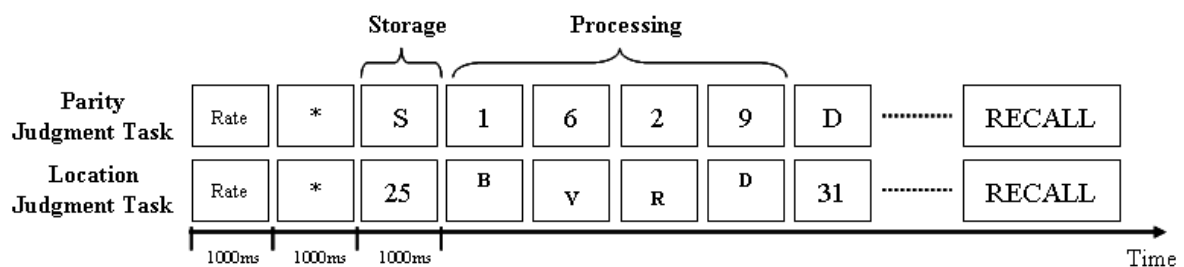 Storage Processing
Parity
Judgment Task
Rate * S 1 6 2 9 D RECALL
Location
Judgment Task
Rate * 25 B V R D 31 RECALL
1000ms 1000ms 1000ms Time